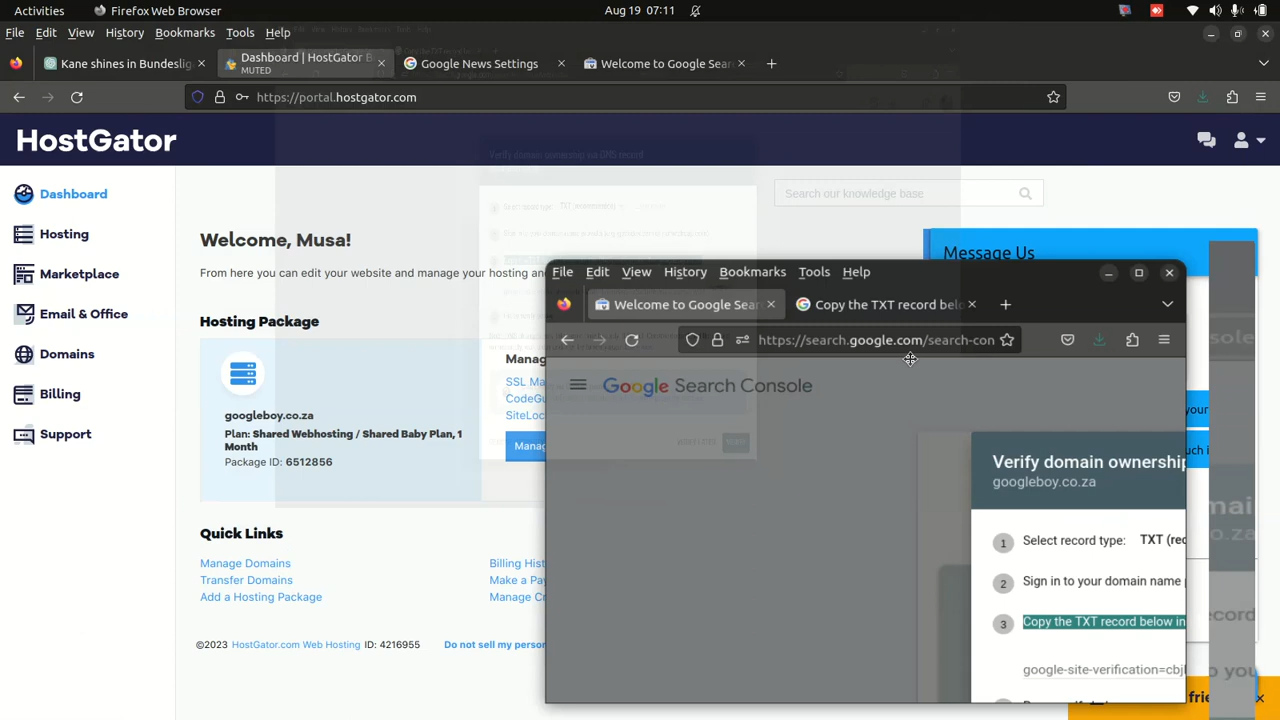 Activities
Firefox Web Browser
Aug 19 07:11
File Edit View History Bookmarks Tools Help
Kane shines in Bundeslig
Dashboard | HostGator B
MUTED
Google News Settings
Welcome to Google Sear
https://portal.hostgator.com
HostGator
Dashboard
Hosting
Marketplace
Email & Office
Domains
Billing
Support
Search our knowledge base
Welcome, Musa!
From here you can edit your website and manage your hosting an
Hosting Package
googleboy.co.za
Plan: Shared Webhosting / Shared Baby Plan, 1
Month
Package ID: 6512856
Manag
SSL Ma
CodeGu
SiteLoc
Manag
Quick Links
Manage Domains
Transfer Domains
Add a Hosting Package
Billing Hist
Make a Pay
Manage Cr
©2023 HostGator.com Web Hosting ID: 4216955
Do not sell my person
Message Us
File Edit View History Bookmarks Tools Help
Welcome to Google Sear
Copy the TXT record belo
https://search.google.com/search-con
Google Search Console
Verify domain ownership
googleboy.co.za
1 Select record type: TXT (rec
2 Sign in to your domain name p
3 Copy the TXT record below in
google-site-verification=cbjl
your
uch i
frie